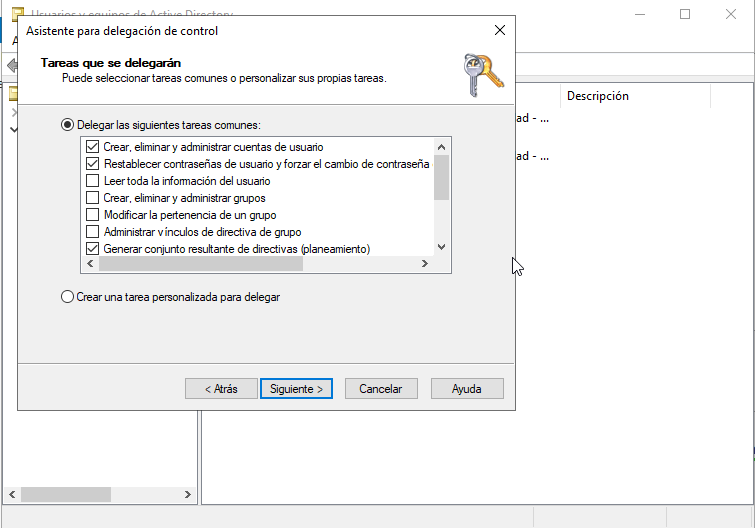 Usuarios y equipos de Active Directory
Asistente para delegación de control
Tareas que se delegarán
Puede seleccionar tareas comunes o personalizar sus propias tareas.
Descripción
ad - ...
ad - ...
Delegar las siguientes tareas comunes:
Crear, eliminar y administrar cuentas de usuario
Restablecer contraseñas de usuario y forzar el cambio de contraseña
Leer toda la información del usuario
Crear, eliminar y administrar grupos
Modificar la pertenencia de un grupo
Administrar vínculos de directiva de grupo
Generar conjunto resultante de directivas (planeamiento)
Crear una tarea personalizada para delegar
< Atrás
Siguiente >
Cancelar
Ayuda